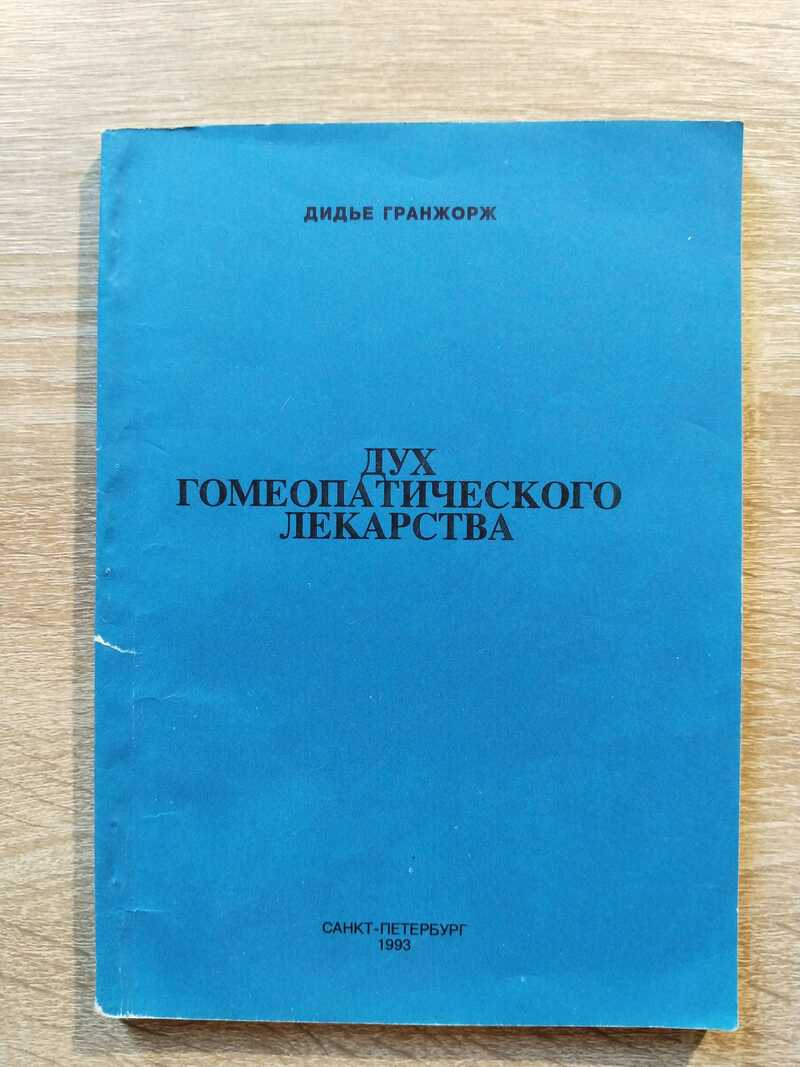 ДИДЬЕ ГРАНЖОРЖ
ДУХ
ГОМЕОПАТИЧЕСКОГО
ЛЕКАРСТВА
САНКТ-ПЕТЕРБУРГ
1993